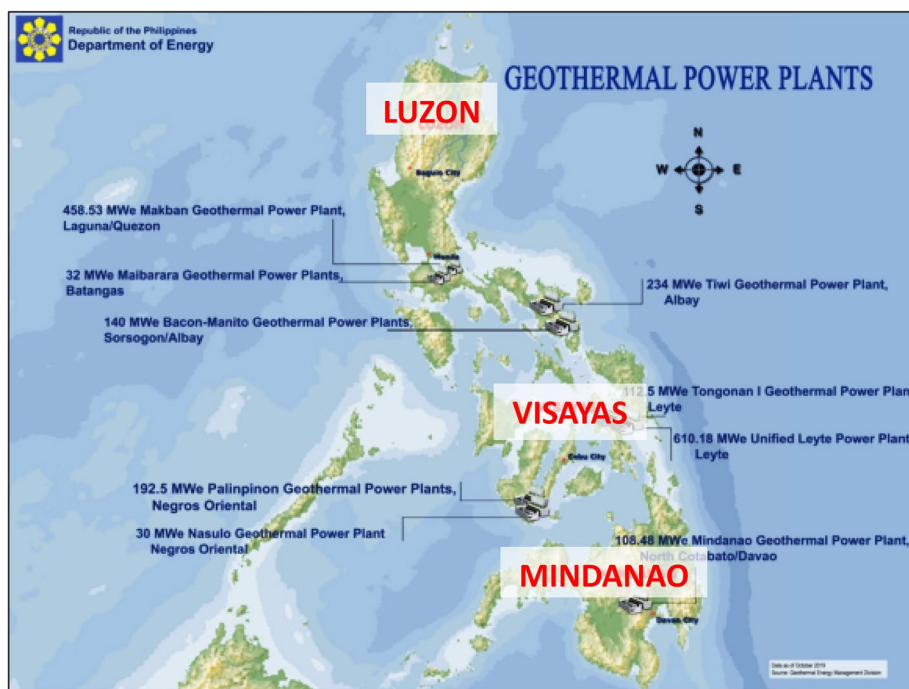 Republic of the Philippines
Department of Energy
GEOTHERMAL POWER PLANTS
LUZON
N
W
E
S
Baguio City
458.53 MWe Makban Geothermal Power Plant,
Laguna/Quezon
Manila
32 MWe Maibarara Geothermal Power Plants,
Batangas
234 MWe Tiwi Geothermal Power Plant,
Albay
140 MWe Bacon-Manito Geothermal Power Plants,
Sorsogon/Albay
112.5 MWe Tongonan I Geothermal Power Plan
Leyte
VISAYAS
610.18 MWe Unified Leyte Power Plant
Leyte
Cebu City
192.5 MWe Palinpinon Geothermal Power Plants,
Negros Oriental
30 MWe Nasulo Geothermal Power Plant
Negros Oriental
108.48 MWe Mindanao Geothermal Power Plant,
North Cotabato/Davao
MINDANAO
Davao City
Data as of October 2019
Source: Geothermal Energy Management Division